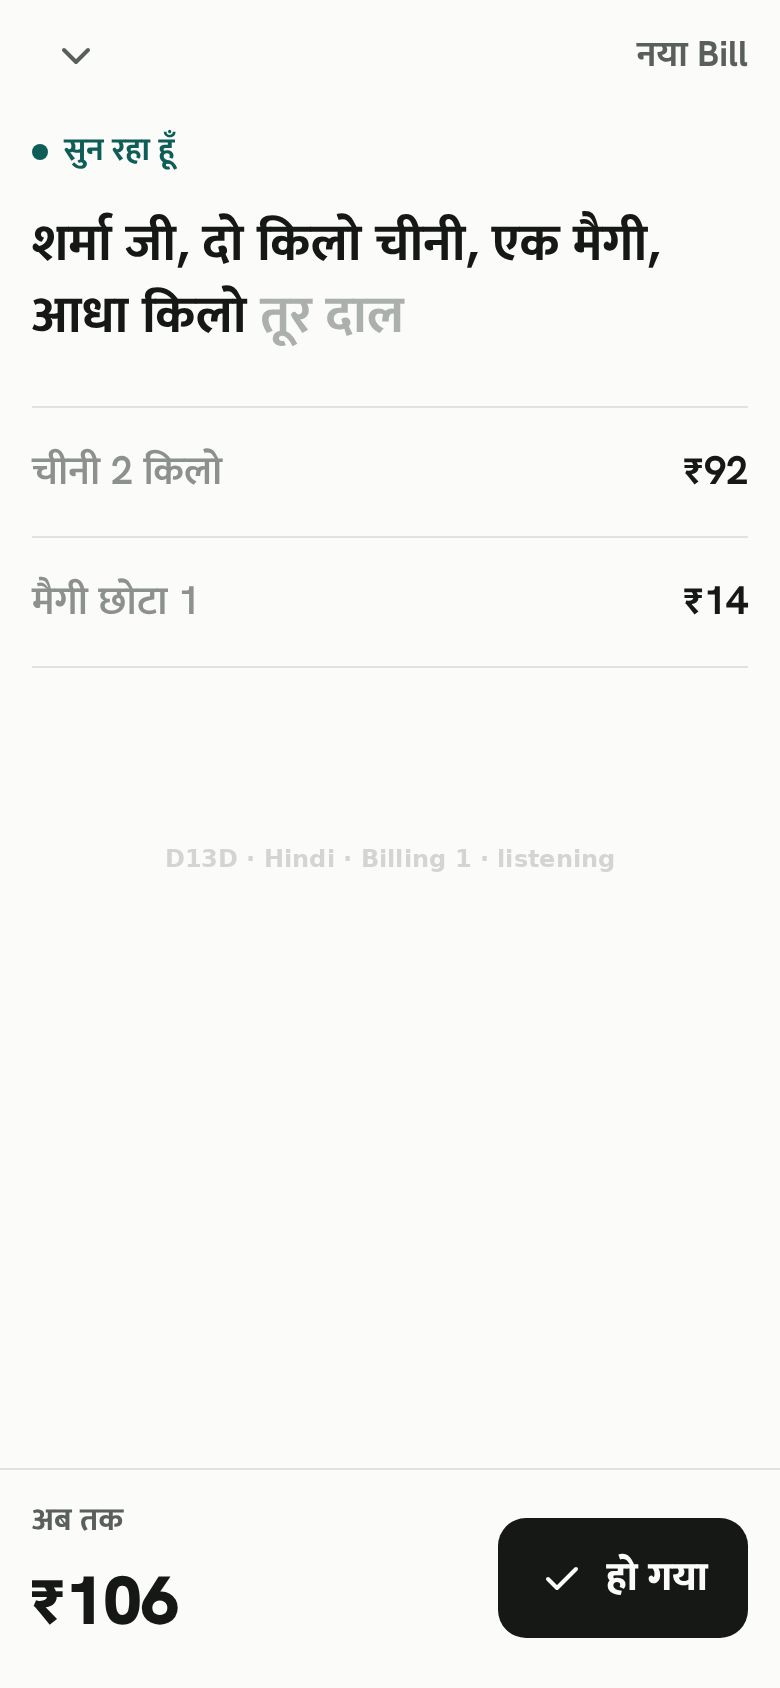 नया Bill
सुन रहा हूँ
शर्मा जी, दो किलो चीनी, एक मैगी,
आधा किलो तूर दाल
चीनी 2 किलो ₹92
मैगी छोटा 1 ₹14
D13D · Hindi · Billing 1 · listening
अब तक
₹106
हो गया